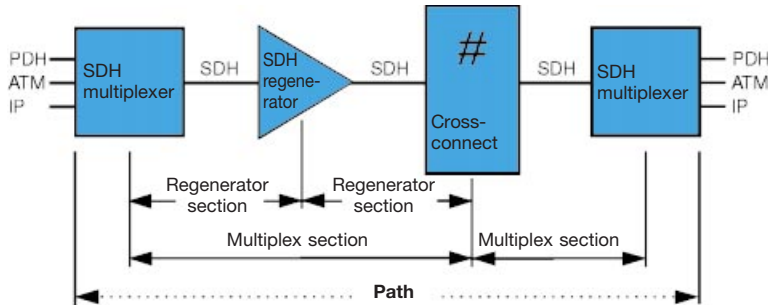 PDH
ATM
IP
SDH
multiplexer
SDH
SDH
regene-
rator
SDH
#
Cross-
connect
SDH
SDH
multiplexer
PDH
ATM
IP
Regenerator
section
Regenerator
section
Multiplex section
Multiplex section
Path